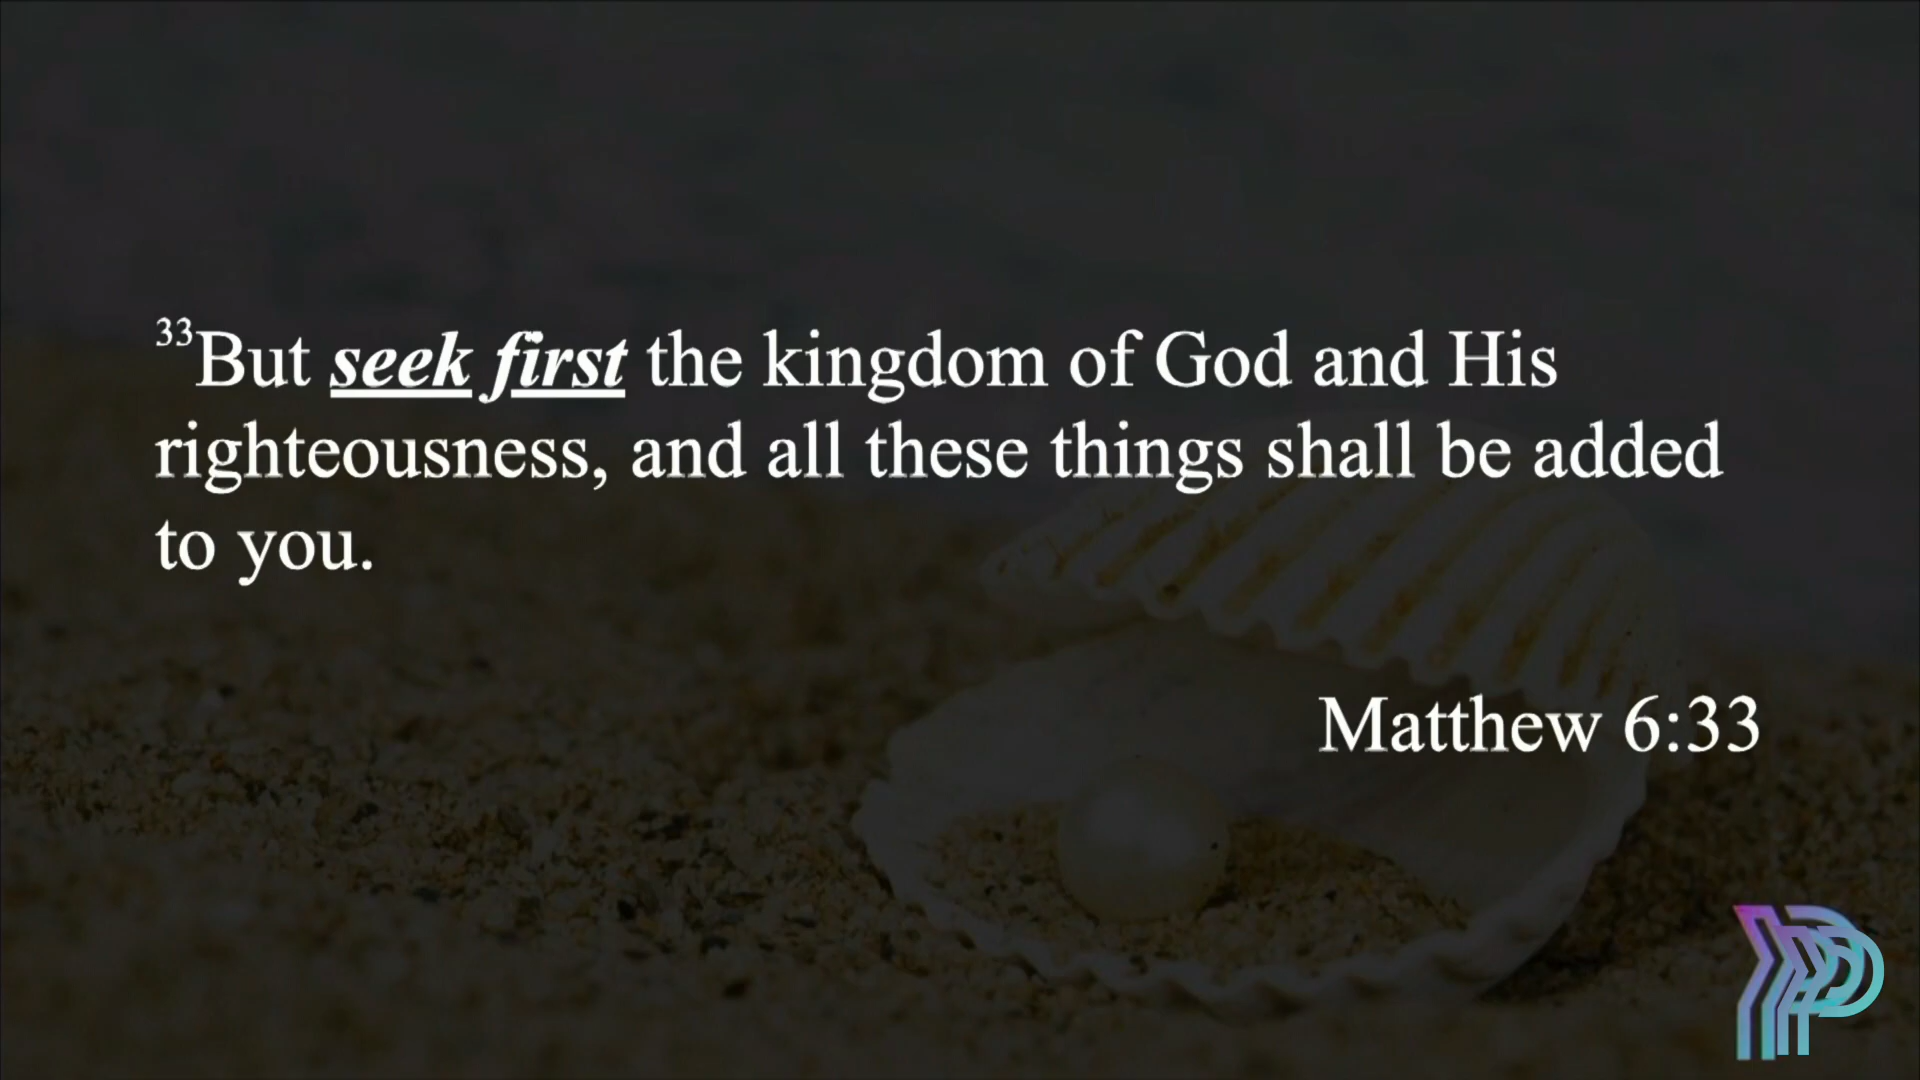 33But seek first the kingdom of God and His
righteousness, and all these things shall be added
to you.
Matthew 6:33